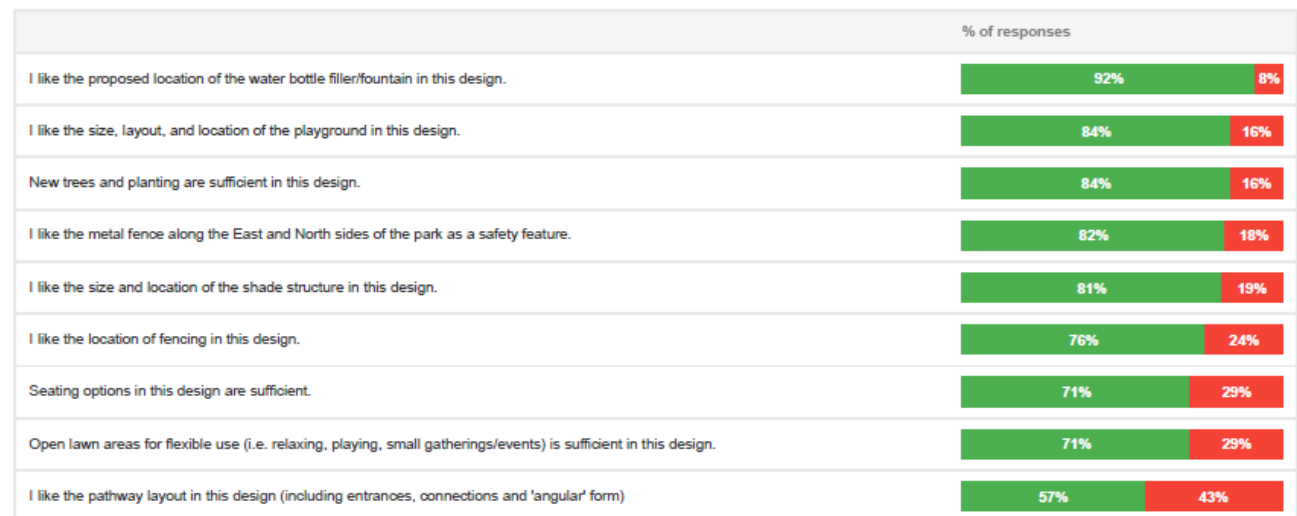 % of responses
I like the proposed location of the water bottle filler/fountain in this design.
92% 8%
I like the size, layout, and location of the playground in this design.
84% 16%
New trees and planting are sufficient in this design.
84% 16%
I like the metal fence along the East and North sides of the park as a safety feature.
82% 18%
I like the size and location of the shade structure in this design.
81% 19%
I like the location of fencing in this design.
76% 24%
Seating options in this design are sufficient.
71% 29%
Open lawn areas for flexible use (i.e. relaxing, playing, small gatherings/events) is sufficient in this design.
71% 29%
I like the pathway layout in this design (including entrances, connections and 'angular' form)
57% 43%